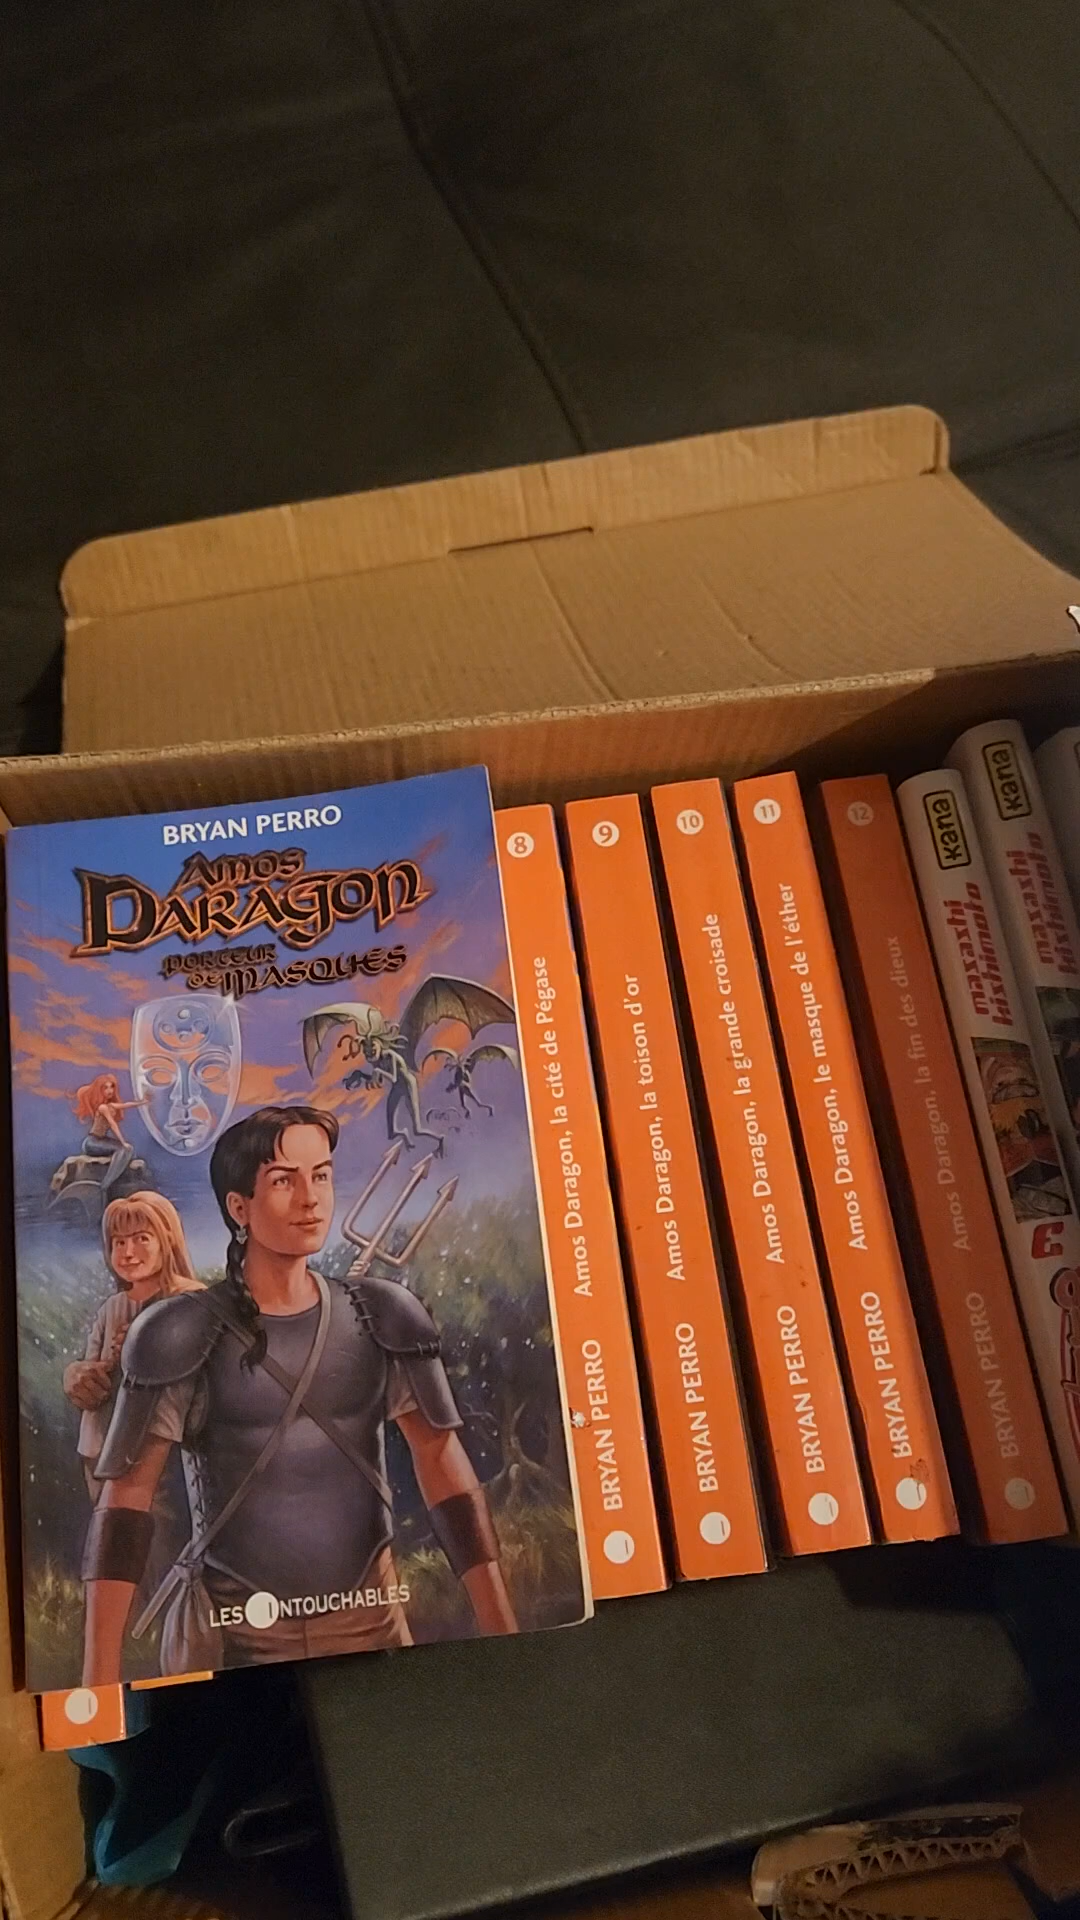 BRYAN PERRO
Amos
DARAGON
PORTEUR
DE MASQUES
LES INTOUCHABLES
8
Amos Daragon, la cité de Pégase
BRYAN PERRO
9
Amos Daragon, la toison d'or
BRYAN PERRO
10
Amos Daragon, la grande croisade
BRYAN PERRO
11
Amos Daragon, le masque de l'éther
BRYAN PERRO
12
Amos Daragon, la fin des dieux
BRYAN PERRO
kana
masashi
kishimoto
kana
masashi
kishimoto